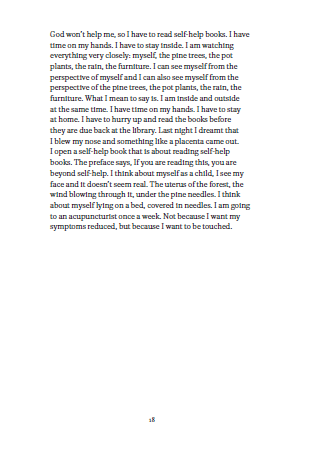 God won't help me, so I have to read self-help books. I have
time on my hands. I have to stay inside. I am watching
everything very closely: myself, the pine trees, the pot
plants, the rain, the furniture. I can see myself from the
perspective of myself and I can also see myself from the
perspective of the pine trees, the pot plants, the rain, the
furniture. What I mean to say is, I am inside and outside
at the same time. I have time on my hands. I have to stay
at home. I have to hurry up and read the books before
they are due back at the library. Last night I dreamt that
I blew my nose and something like a placenta came out.
I open a self-help book that is about reading self-help
books. The preface says, If you are reading this, you are
beyond self-help. I think about myself as a child, I see my
face and it doesn't seem real. The uterus of the forest, the
wind blowing through it, under the pine needles. I think
about myself lying on a bed, covered in needles. I am going
to an acupuncturist once a week. Not because I want my
symptoms reduced, but because I want to be touched.
18